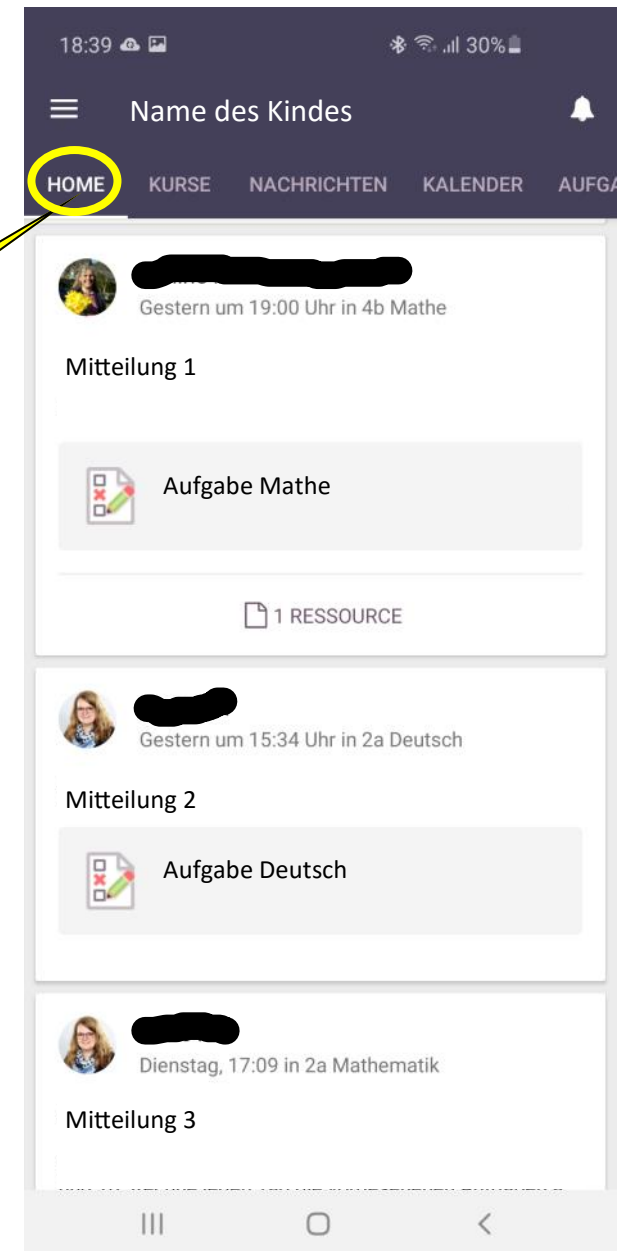 18:39 30%
Name des Kindes
HOME KURSE NACHRICHTEN KALENDER AUFGA
Gestern um 19:00 Uhr in 4b Mathe
Mitteilung 1
Aufgabe Mathe
1 RESSOURCE
Gestern um 15:34 Uhr in 2a Deutsch
Mitteilung 2
Aufgabe Deutsch
Dienstag, 17:09 in 2a Mathematik
Mitteilung 3